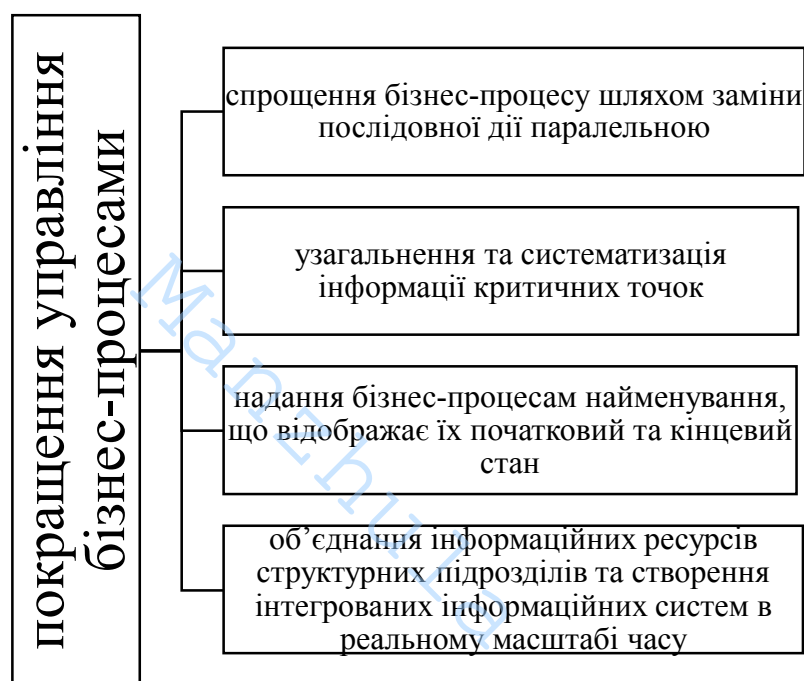 покращення управління
бізнес-процесами
спрощення бізнес-процесу шляхом заміни
послідовної дії паралельною
узагальнення та систематизація
інформації критичних точок
надання бізнес-процесам найменування,
що відображає їх початковий та кінцевий
стан
об’єднання інформаційних ресурсів
структурних підрозділів та створення
інтегрованих інформаційних систем в
реальному масштабі часу
Manzhula